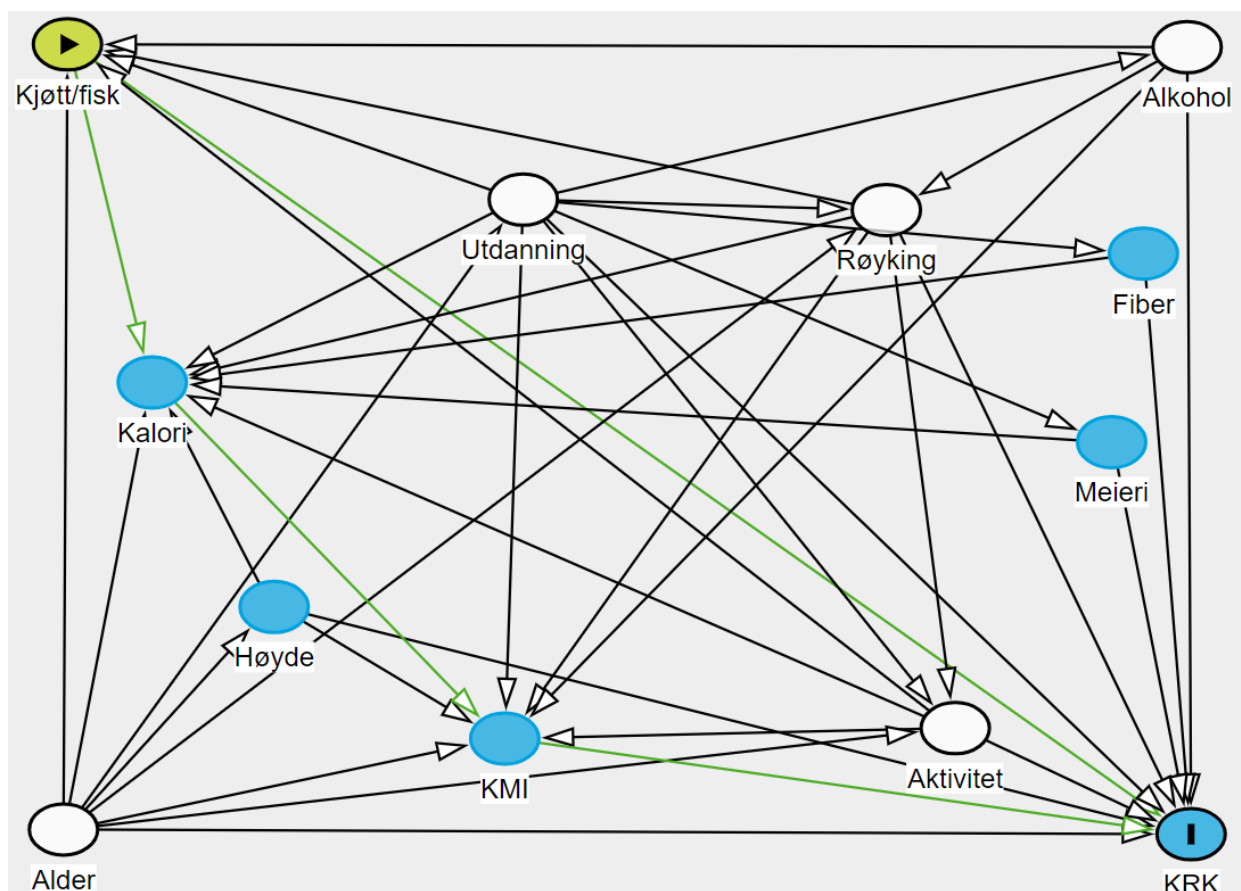 Kjøtt/fisk
Alkohol
Utdanning
Røyking
Fiber
Kalori
Meieri
Høyde
KMI
Aktivitet
Alder
KRK